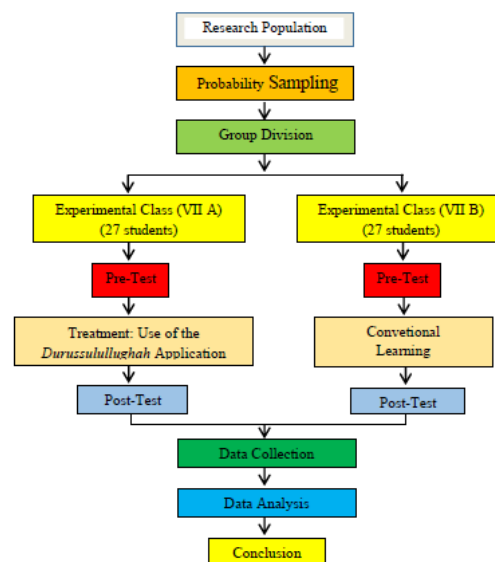 Research Population
Probability Sampling
Group Division
Experimental Class (VII A)
(27 students)
Experimental Class (VII B)
(27 students)
Pre-Test
Pre-Test
Treatment: Use of the
Durussulullughah Application
Convetional
Learning
Post-Test
Post-Test
Data Collection
Data Analysis
Conclusion